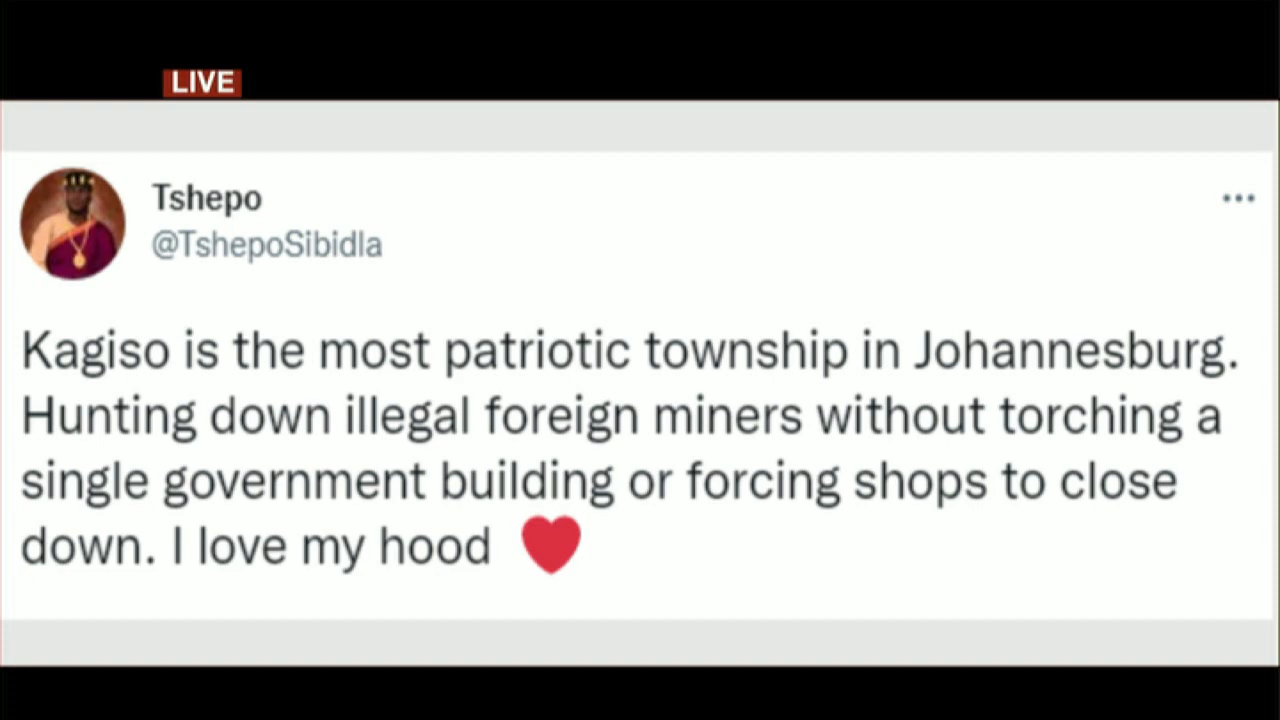 LIVE
Tshepo
@TshepoSibidla
Kagiso is the most patriotic township in Johannesburg.
Hunting down illegal foreign miners without torching a
single government building or forcing shops to close
down. I love my hood ❤️